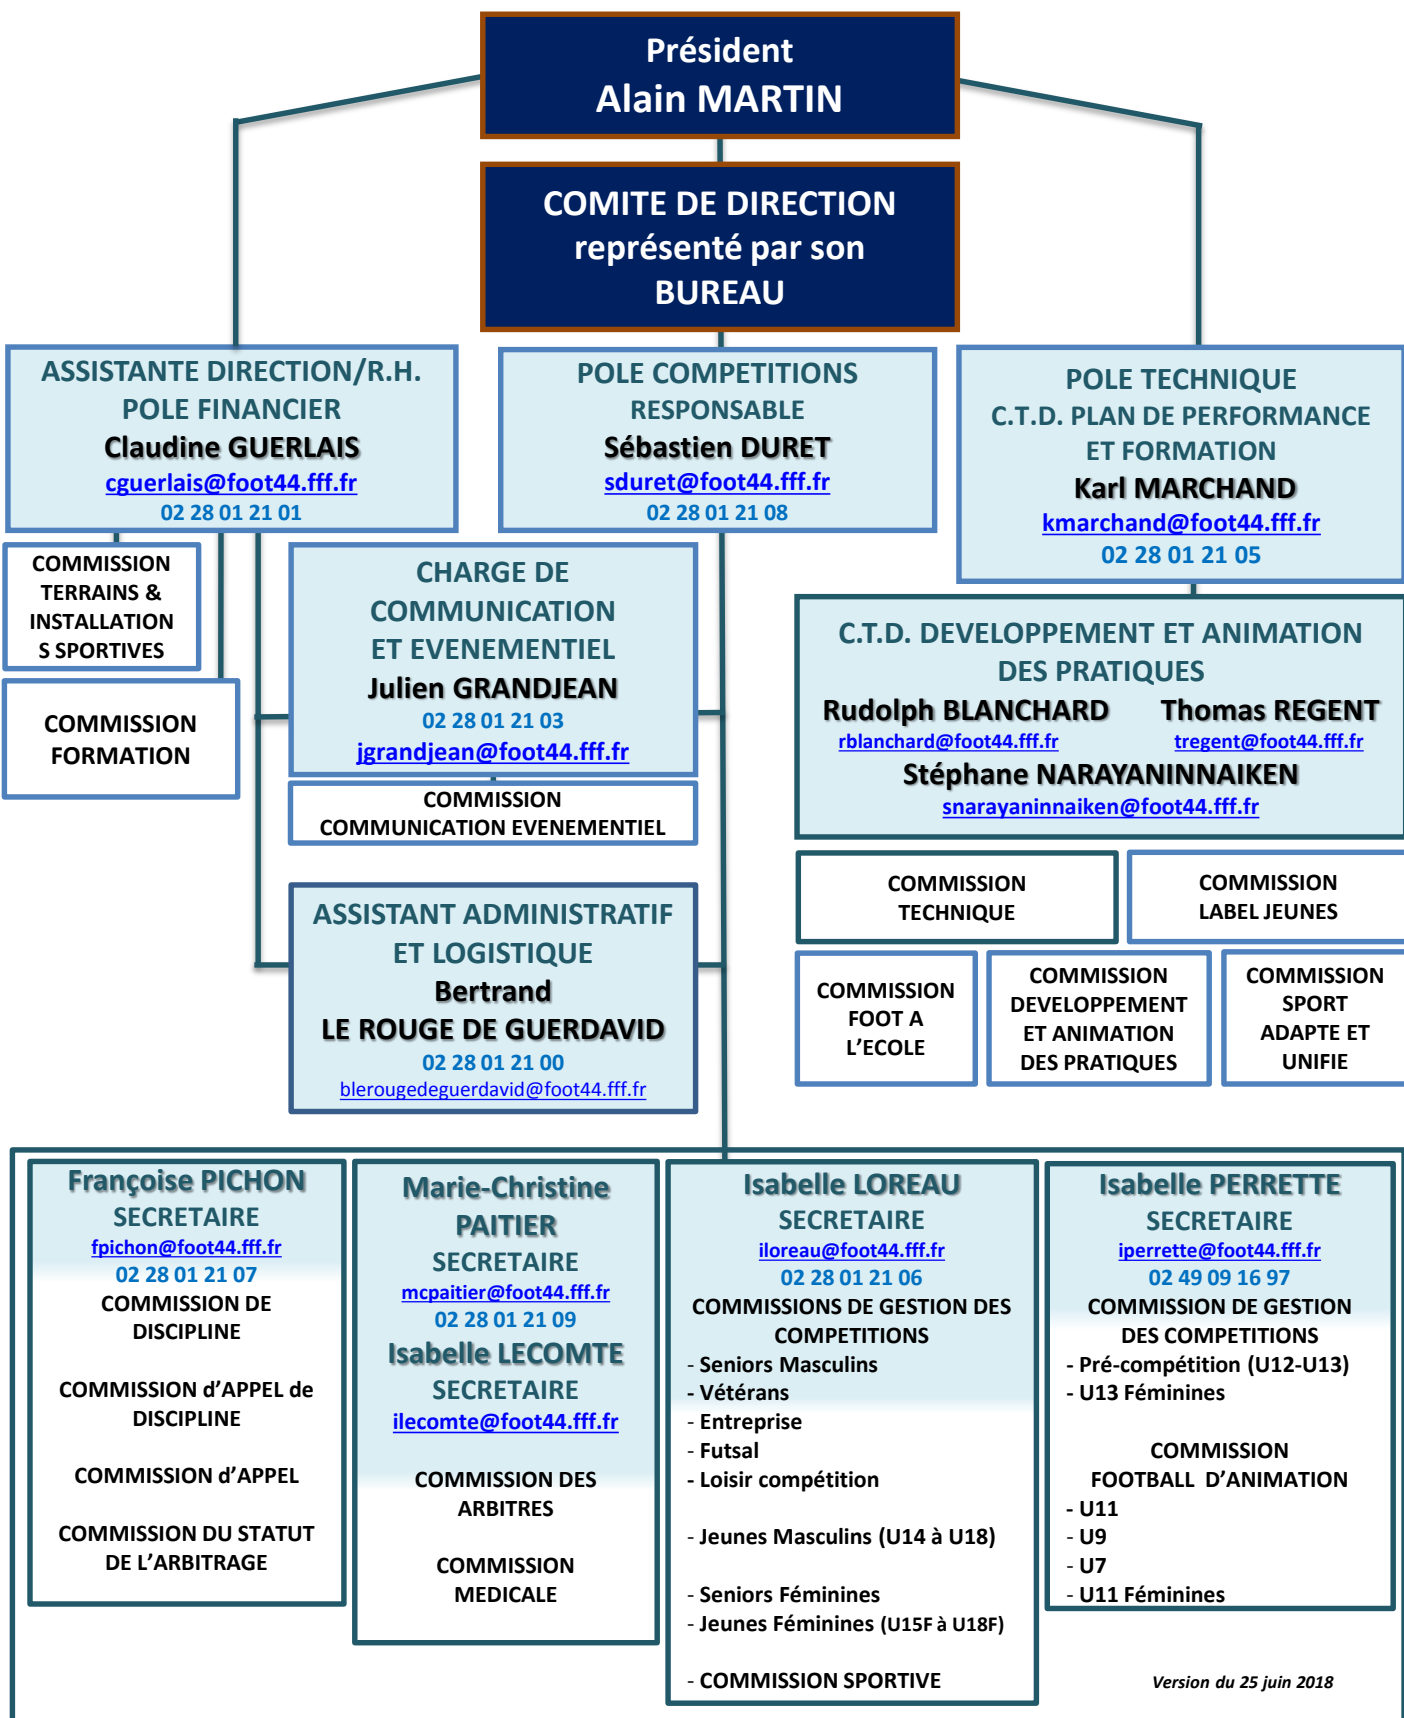 Président
Alain MARTIN
COMITE DE DIRECTION
représenté par son
BUREAU
ASSISTANTE DIRECTION/R.H.
POLE FINANCIER
Claudine GUERLAIS
cguerlais@foot44.fff.fr
02 28 01 21 01
POLE COMPETITIONS
RESPONSABLE
Sébastien DURET
sduret@foot44.fff.fr
02 28 01 21 08
POLE TECHNIQUE
C.T.D. PLAN DE PERFORMANCE
ET FORMATION
Karl MARCHAND
kmarchand@foot44.fff.fr
02 28 01 21 05
COMMISSION
TERRAINS &
INSTALLATION
S SPORTIVES
COMMISSION
FORMATION
CHARGE DE
COMMUNICATION
ET EVENEMENTIEL
Julien GRANDJEAN
02 28 01 21 03
jgrandjean@foot44.fff.fr
COMMISSION
COMMUNICATION EVENEMENTIEL
C.T.D. DEVELOPPEMENT ET ANIMATION
DES PRATIQUES
Rudolph BLANCHARD Thomas REGENT
rblanchard@foot44.fff.fr tregent@foot44.fff.fr
Stéphane NARAYANINNAIKEN
snarayaninnaiken@foot44.fff.fr
COMMISSION
TECHNIQUE
COMMISSION
LABEL JEUNES
COMMISSION
FOOT A
L’ECOLE
COMMISSION
DEVELOPPEMENT
ET ANIMATION
DES PRATIQUES
COMMISSION
SPORT
ADAPTE ET
UNIFIE
ASSISTANT ADMINISTRATIF
ET LOGISTIQUE
Bertrand
LE ROUGE DE GUERDAVID
02 28 01 21 00
blerougedeguerdavid@foot44.fff.fr
Françoise PICHON
SECRETAIRE
fpichon@foot44.fff.fr
02 28 01 21 07
COMMISSION DE
DISCIPLINE
COMMISSION d’APPEL de
DISCIPLINE
COMMISSION d’APPEL
COMMISSION DU STATUT
DE L’ARBITRAGE
Marie-Christine
PAITIER
SECRETAIRE
mcpaitier@foot44.fff.fr
02 28 01 21 09
Isabelle LECOMTE
SECRETAIRE
ilecomte@foot44.fff.fr
COMMISSION DES
ARBITRES
COMMISSION
MEDICALE
Isabelle LOREAU
SECRETAIRE
iloreau@foot44.fff.fr
02 28 01 21 06
COMMISSIONS DE GESTION DES
COMPETITIONS
- Seniors Masculins
- Vétérans
- Entreprise
- Futsal
- Loisir compétition
- Jeunes Masculins (U14 à U18)
- Seniors Féminines
- Jeunes Féminines (U15F à U18F)
- COMMISSION SPORTIVE
Isabelle PERRETTE
SECRETAIRE
iperrette@foot44.fff.fr
02 49 09 16 97
COMMISSION DE GESTION
DES COMPETITIONS
- Pré-compétition (U12-U13)
- U13 Féminines
COMMISSION
FOOTBALL D’ANIMATION
- U11
- U9
- U7
- U11 Féminines
Version du 25 juin 2018